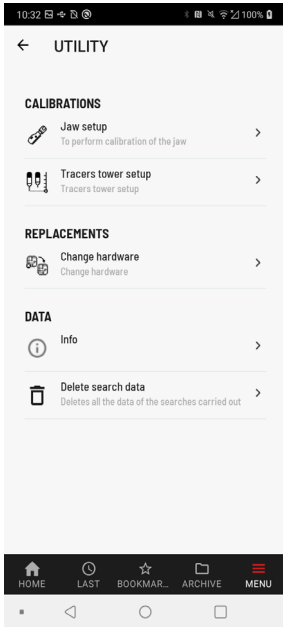 10:32
100%
UTILITY
CALIBRATIONS
Jaw setup
To perform calibration of the jaw
Tracers tower setup
Tracers tower setup
REPLACEMENTS
Change hardware
Change hardware
DATA
Info
Delete search data
Deletes all the data of the searches carried out
HOME LAST BOOKMAR... ARCHIVE MENU